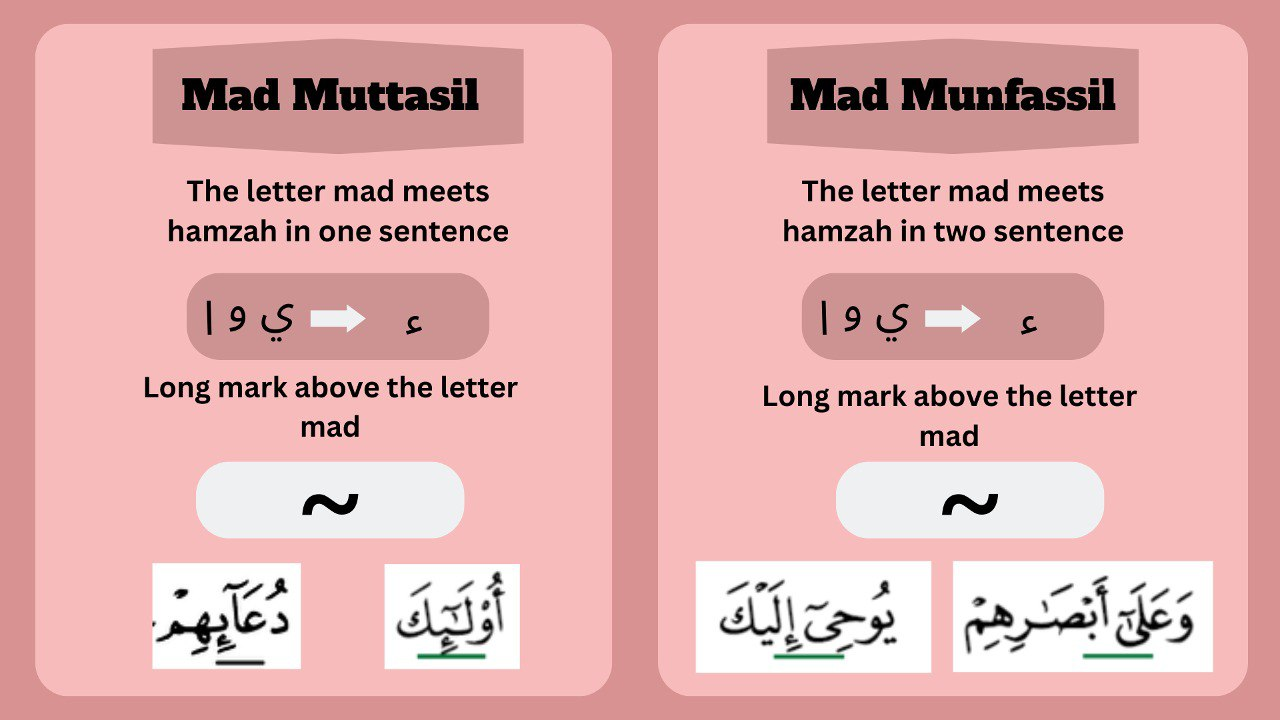 Mad Muttasil
The letter mad meets
hamzah in one sentence
ا و ي ء
Long mark above the letter
mad
~
دُعَآئِهِمْ
أُوْلَـٰٓئِكَ
Mad Munfassil
The letter mad meets
hamzah in two sentence
ا و ي ء
Long mark above the letter
mad
~
يُوحِىٓ إِلَيْكَ
وَعَلَىٰٓ أَبْصَـٰرِهِمْ